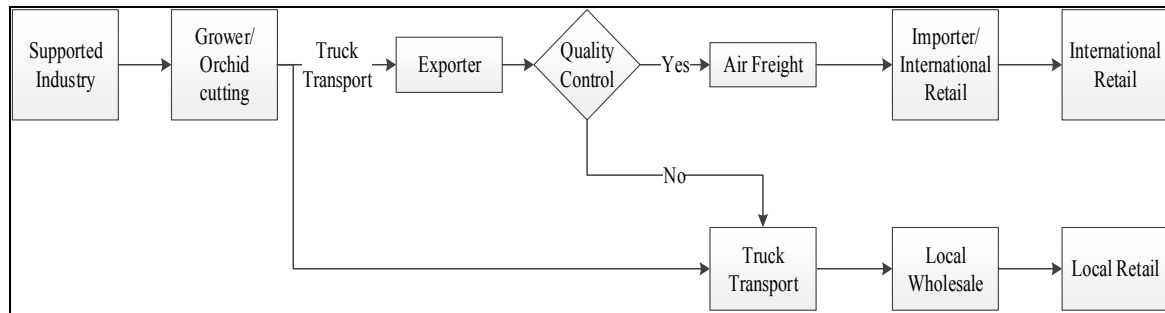 Supported
Industry
Grower/
Orchid
cutting
Truck
Transport
Exporter
Quality
Control
Yes
Air Freight
Importer/
International
Retail
International
Retail
No
Truck
Transport
Local
Wholesale
Local Retail